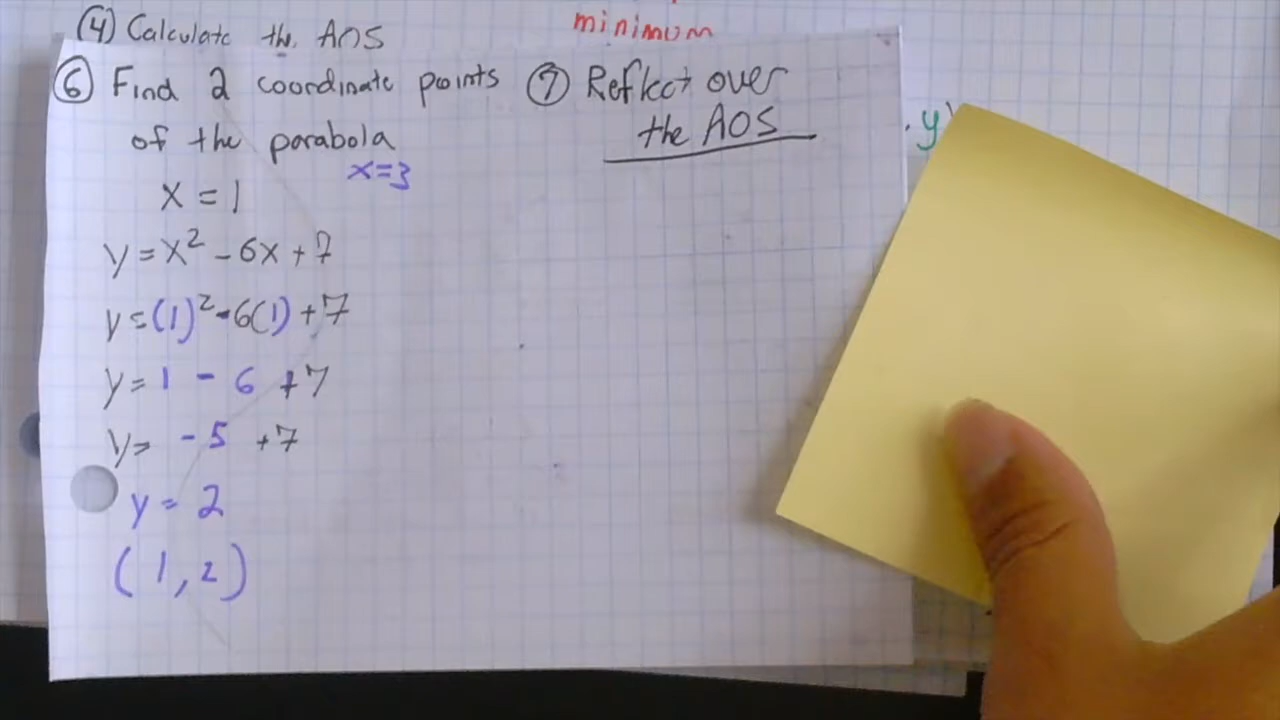 (4) Calculate the AOS
minimum
(6) Find 2 coordinate points
of the parabola
x=3
x = 1
y = x² - 6x + 7
y = (1)² - 6(1) + 7
y = 1 - 6 + 7
y = -5 + 7
y = 2
(1, 2)
(7) Reflect over
the AOS
, y)